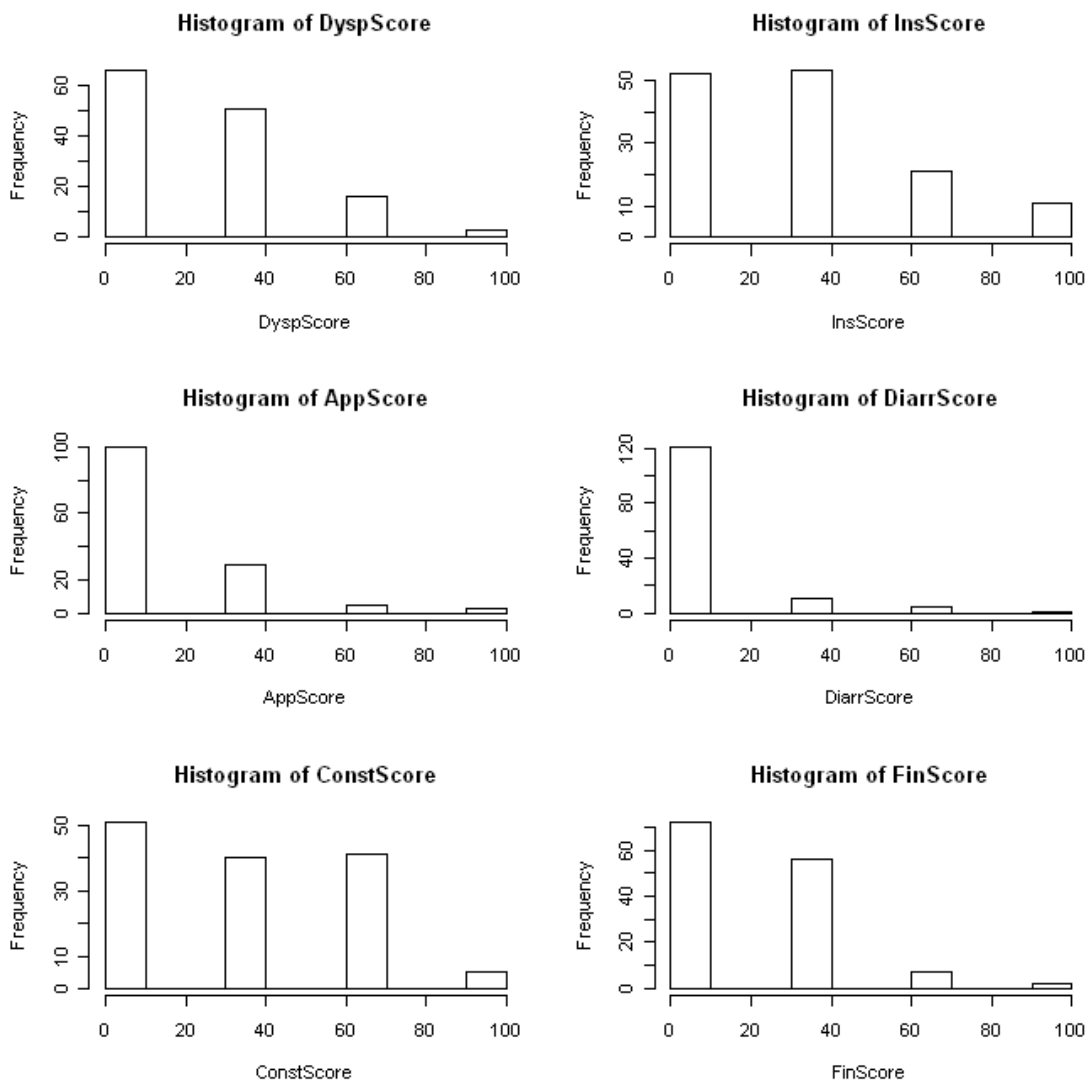 Histogram of DyspScore
Frequency
0 20 40 60
0 20 40 60 80 100
DyspScore
Histogram of InsScore
Frequency
0 10 30 50
0 20 40 60 80 100
InsScore
Histogram of AppScore
Frequency
0 20 60 100
0 20 40 60 80 100
AppScore
Histogram of DiarrScore
Frequency
0 40 80 120
0 20 40 60 80 100
DiarrScore
Histogram of ConstScore
Frequency
0 10 30 50
0 20 40 60 80 100
ConstScore
Histogram of FinScore
Frequency
0 20 40 60
0 20 40 60 80 100
FinScore